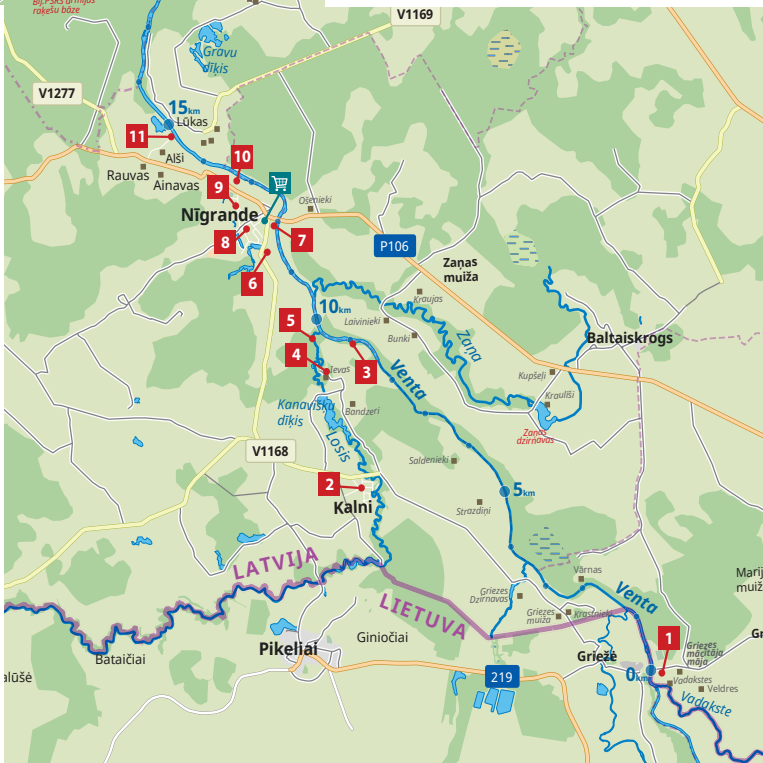 Bij.PSRS armijas
raķešu bāze
V1169
Gravu
dīķis
V1277
15km
Lūkas
11
Alši
10
Rauvas
Ainavas
9
Ošenieki
Nīgrande
8
7
P106
6
Zaņas
muiža
Kraujas
10km
5
Laivinieki
Bunki
Zaņa
Baltaiskrogs
4
Ievas
3
Venta
Kupšeļi
Kraulīši
Kanavišķu
dīķis
Bandzeri
Zaņas
dzirnavas
Losis
V1168
Saldenieki
2
5km
Kalni
Strazdiņi
LATVIJA
Vārnas
Griezes
Dzirnavas
Venta
LIETUVA
Griezes
muiža
Krastnieki
Pikeliai
Giniočiai
1
Griezes
mācītāja
māja
Bataičiai
Griežė
219
0km
Vadakstes
Veldres
Vadakste